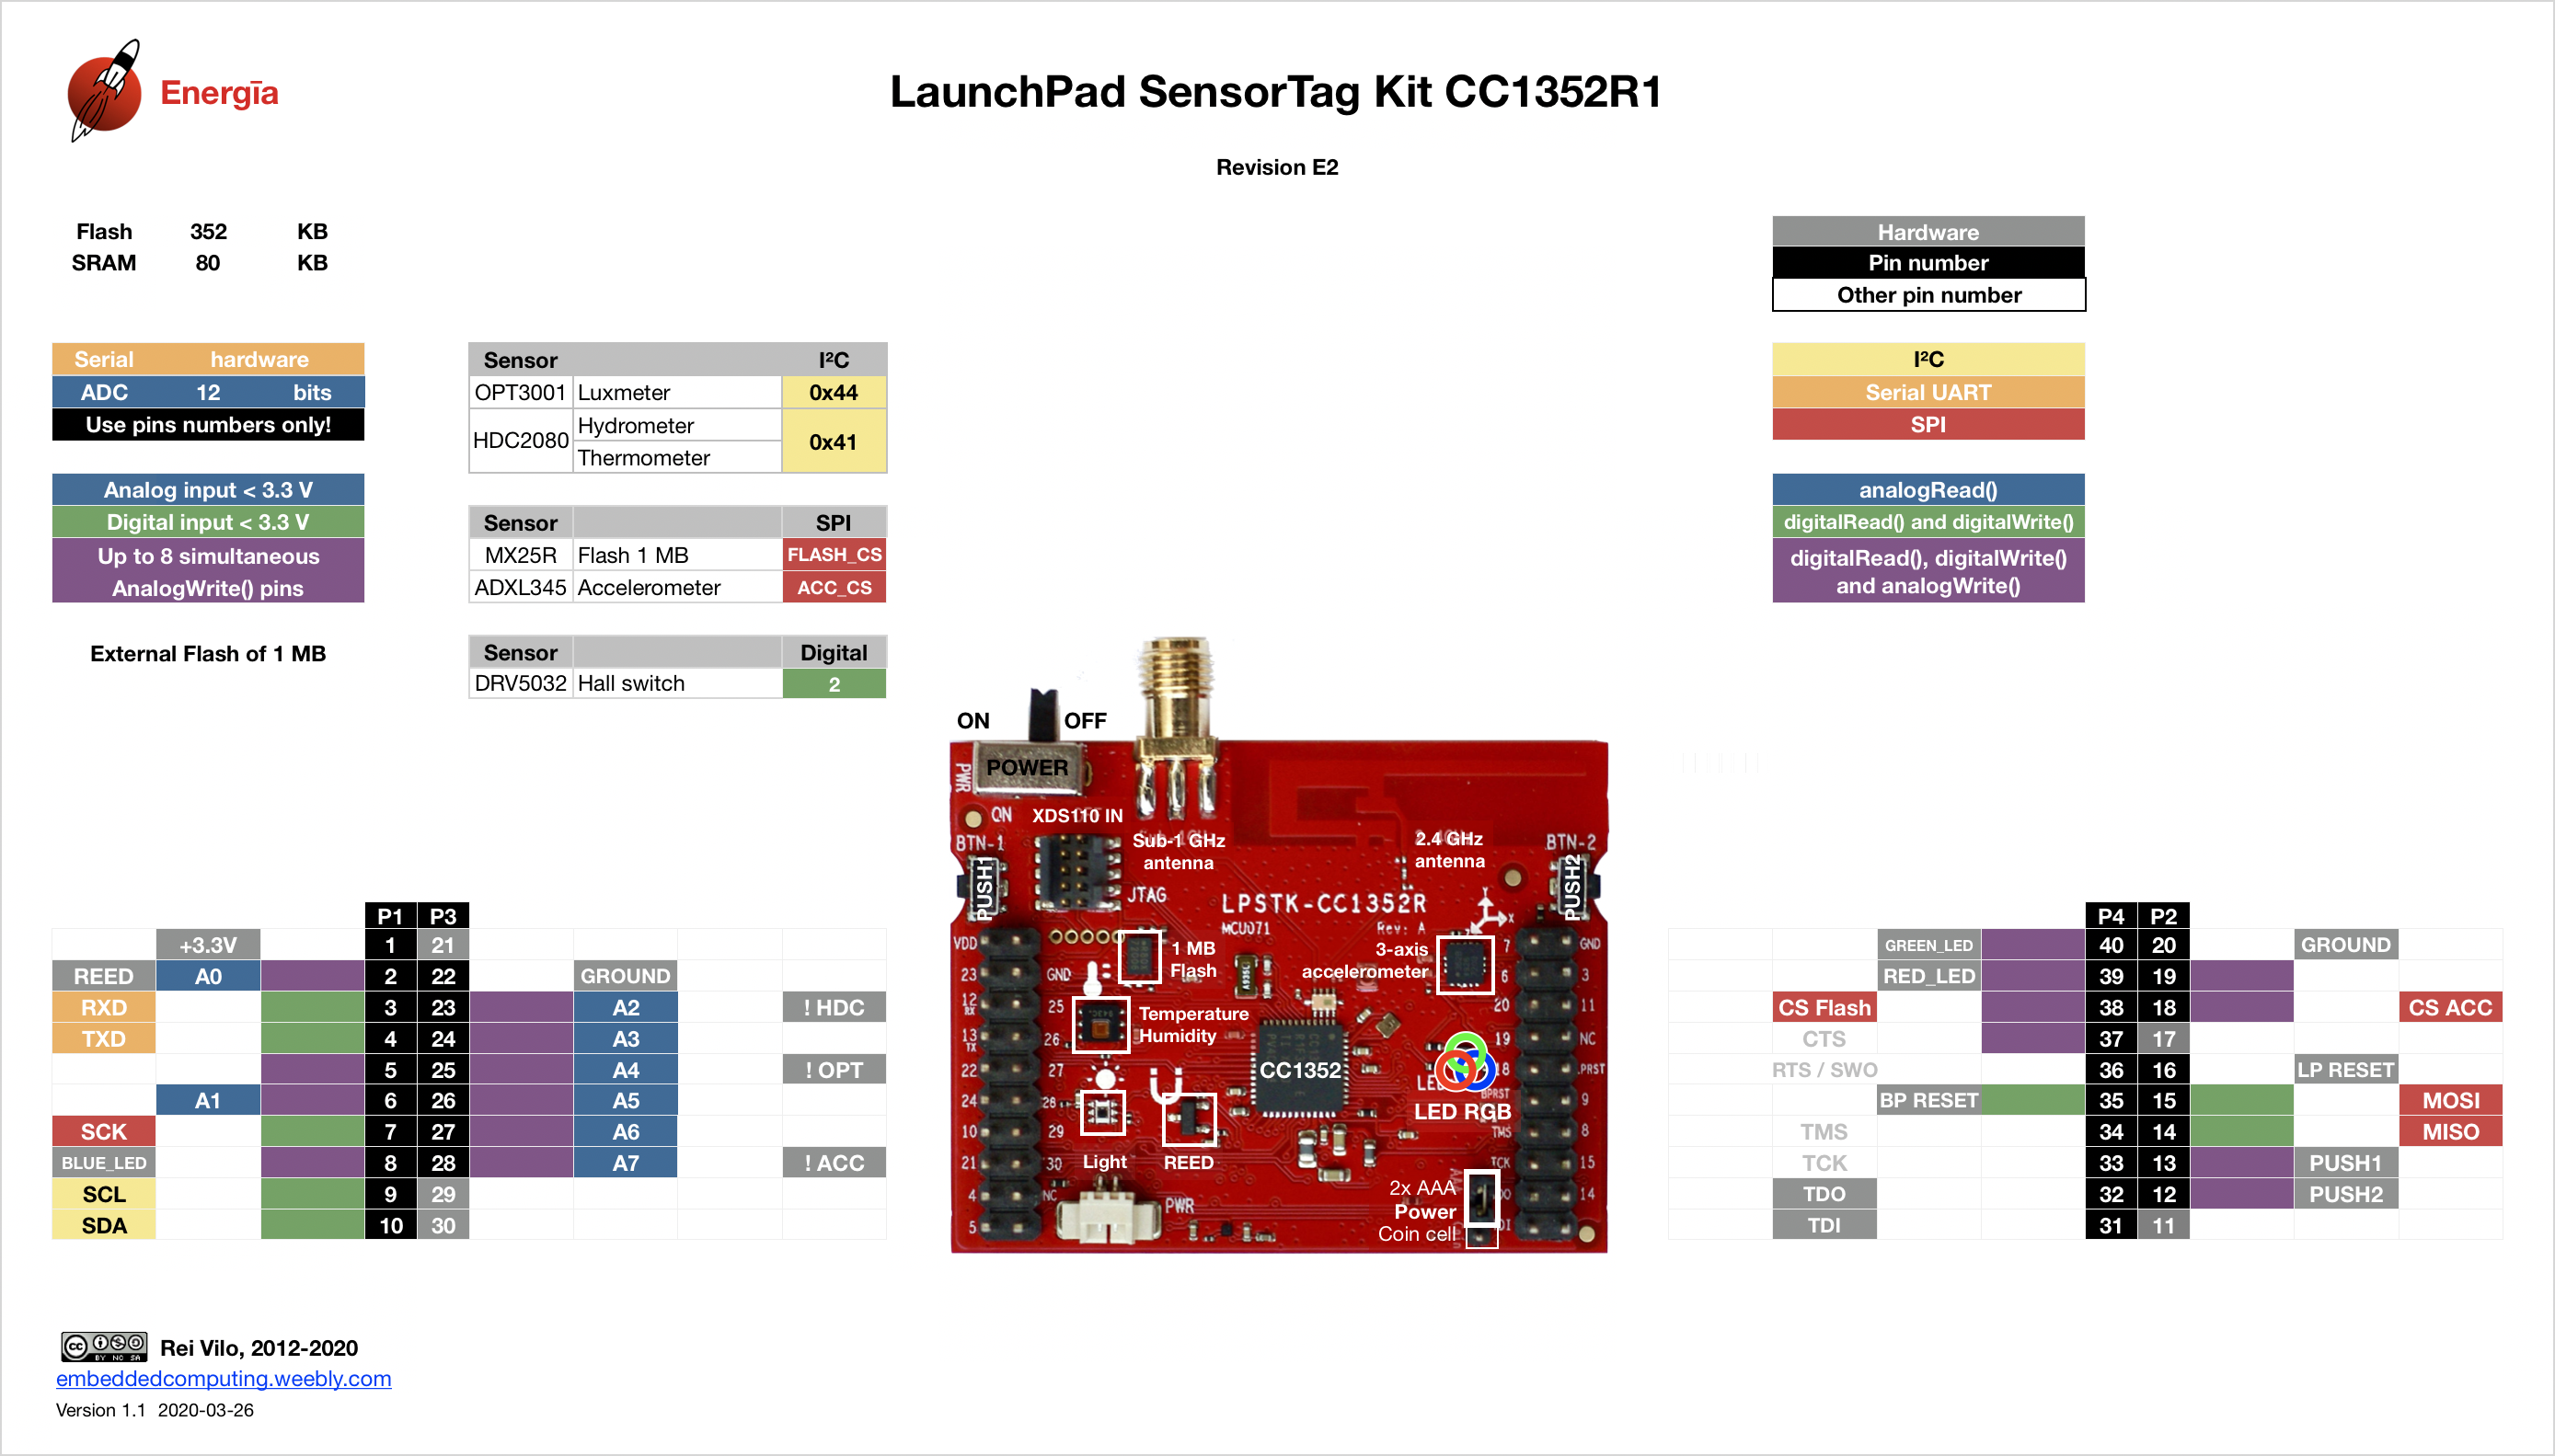 Energīa
LaunchPad SensorTag Kit CC1352R1
Revision E2
Flash 352 KB
SRAM 80 KB
Hardware
Pin number
Other pin number
Serial hardware
ADC 12 bits
Use pins numbers only!
Sensor I²C
OPT3001 Luxmeter 0x44
HDC2080 Hydrometer 0x41
Thermometer
I²C
Serial UART
SPI
Analog input < 3.3 V
Digital input < 3.3 V
Up to 8 simultaneous
AnalogWrite() pins
Sensor SPI
MX25R Flash 1 MB FLASH_CS
ADXL345 Accelerometer ACC_CS
analogRead()
digitalRead() and digitalWrite()
digitalRead(), digitalWrite()
and analogWrite()
External Flash of 1 MB
Sensor Digital
DRV5032 Hall switch 2
ON OFF
POWER
PWR
ON
XDS110 IN
Sub-1 GHz
antenna
2.4 GHz
antenna
BTN-1
BTN-2
PUSH1
PUSH2
JTAG
LPSTK-CC1352R
MCU071 Rev: A
Y
X
VDD
23
12
RX
13
TX
22
24
10
21
4
5
GND
25
26
27
28
29
30
NC
1 MB
Flash
3-axis
accelerometer
Temperature
Humidity
CC1352
LED RGB
Light
REED
PWR
2x AAA
Power
Coin cell
7
6
20
19
18
BPRST
TMS
TCK
GND
3
11
NC
LPRST
9
8
15
14
P1 P3
+3.3V 1 21
REED A0 2 22 GROUND
RXD 3 23 A2 ! HDC
TXD 4 24 A3
5 25 A4 ! OPT
A1 6 26 A5
SCK 7 27 A6
BLUE_LED 8 28 A7 ! ACC
SCL 9 29
SDA 10 30
P4 P2
GREEN_LED 40 20 GROUND
RED_LED 39 19
CS Flash 38 18 CS ACC
CTS 37 17
RTS / SWO 36 16 LP RESET
BP RESET 35 15 MOSI
TMS 34 14 MISO
TCK 33 13 PUSH1
TDO 32 12 PUSH2
TDI 31 11
cc BY NC SA Rei Vilo, 2012-2020
embeddedcomputing.weebly.com
Version 1.1 2020-03-26